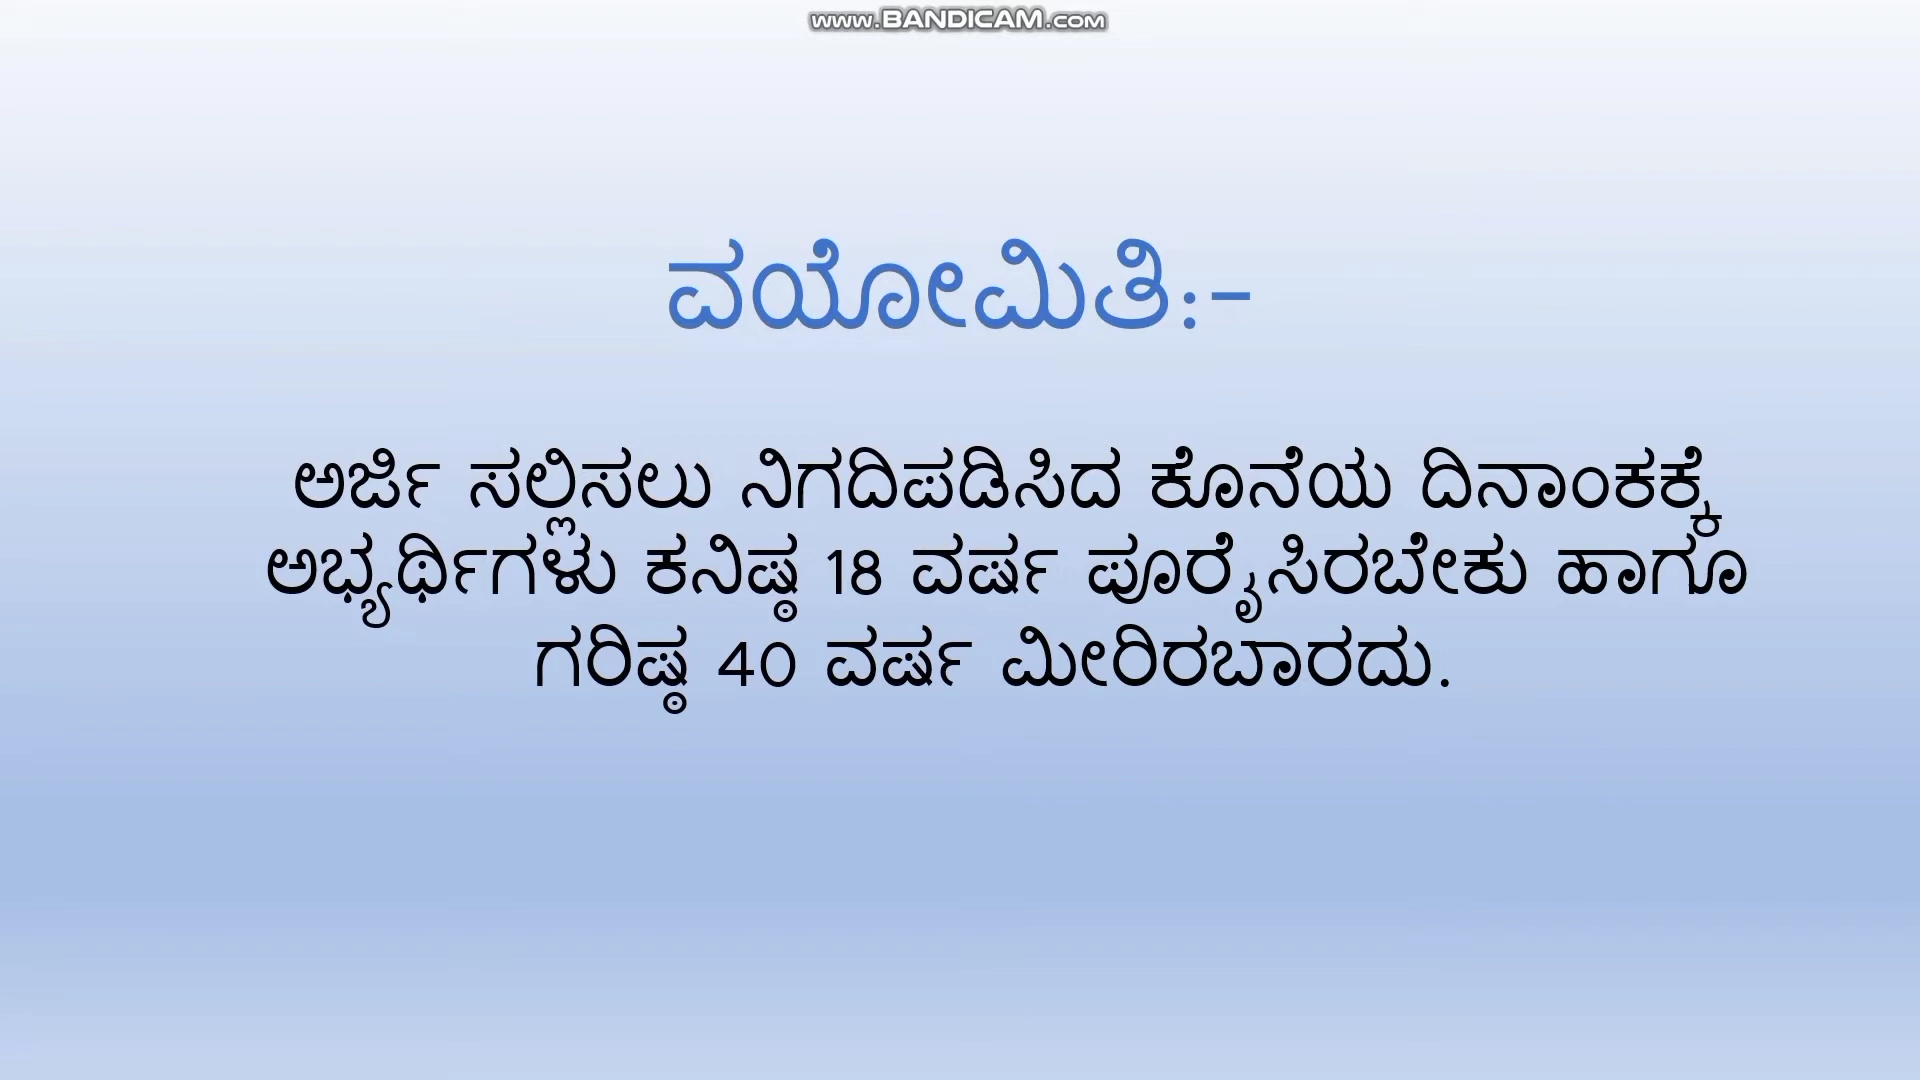 www.BANDICAM.com
ವಯೋಮಿತಿ:-
ಅರ್ಜಿ ಸಲ್ಲಿಸಲು ನಿಗದಿಪಡಿಸಿದ ಕೊನೆಯ ದಿನಾಂಕಕ್ಕೆ
ಅಭ್ಯರ್ಥಿಗಳು ಕನಿಷ್ಠ 18 ವರ್ಷ ಪೂರೈಸಿರಬೇಕು ಹಾಗೂ
ಗರಿಷ್ಠ 40 ವರ್ಷ ಮೀರಿರಬಾರದು.